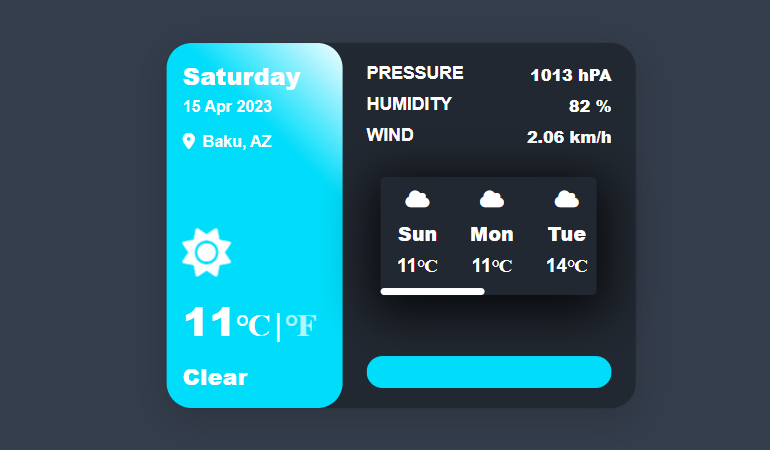 Saturday
15 Apr 2023
Baku, AZ
11°C|°F
Clear
PRESSURE 1013 hPA
HUMIDITY 82 %
WIND 2.06 km/h
Sun Mon Tue
11°C 11°C 14°C